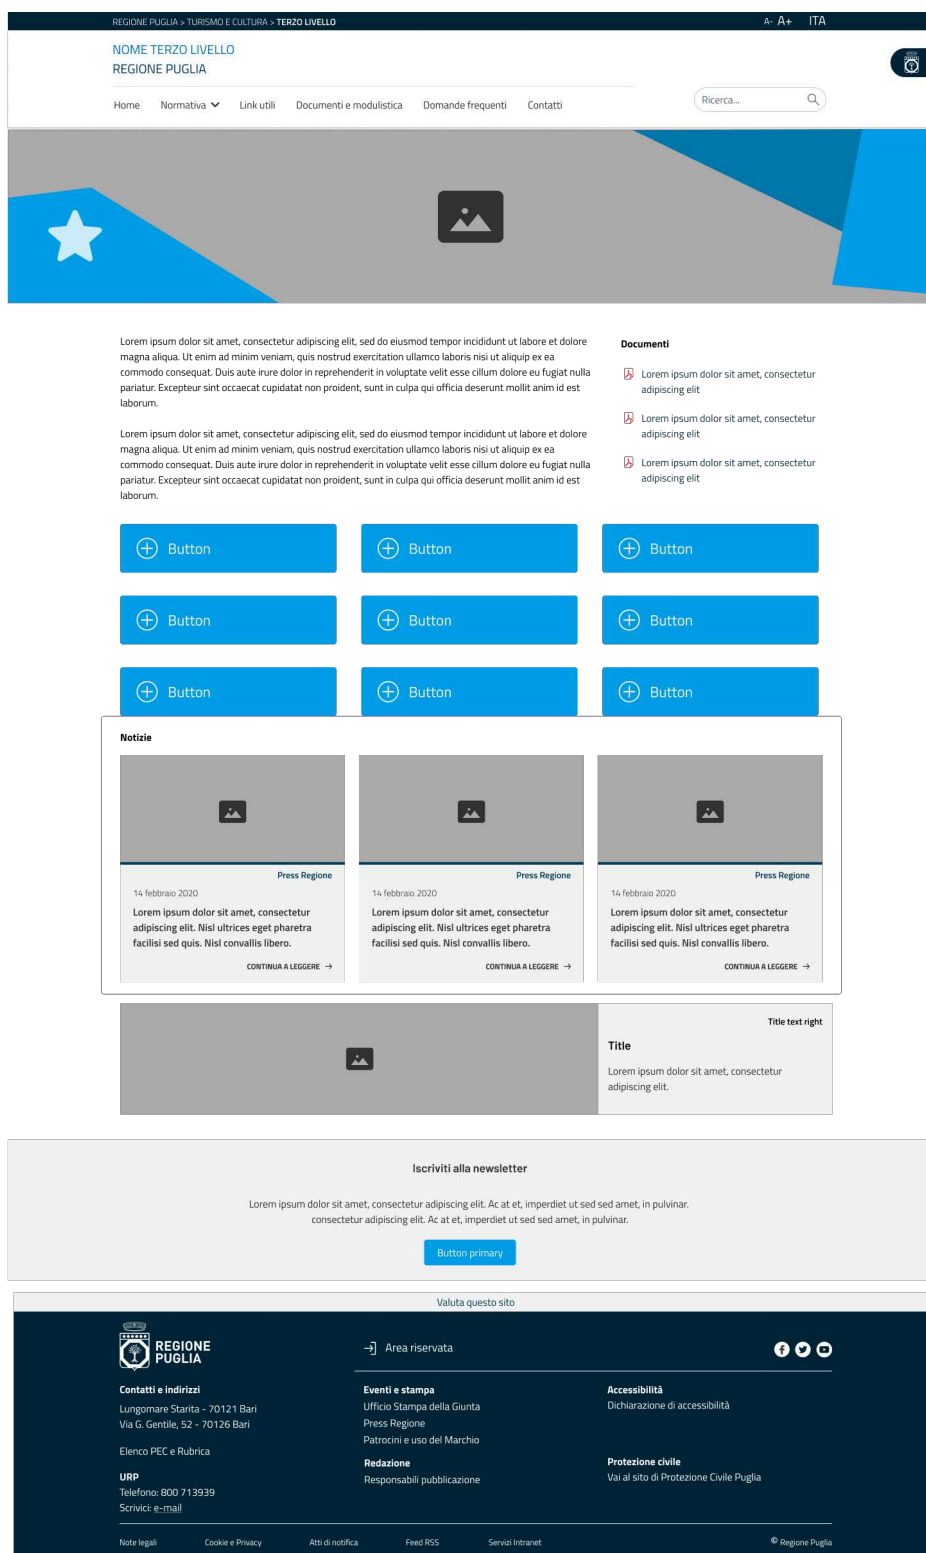 REGIONE PUGLIA > TURISMO E CULTURA > TERZO LIVELLO
A- A+ ITA
NOME TERZO LIVELLO
REGIONE PUGLIA
Home Normativa Link utili Documenti e modulistica Domande frequenti Contatti
Ricerca...
Lorem ipsum dolor sit amet, consectetur adipiscing elit, sed do eiusmod tempor incididunt ut labore et dolore
magna aliqua. Ut enim ad minim veniam, quis nostrud exercitation ullamco laboris nisi ut aliquip ex ea
commodo consequat. Duis aute irure dolor in reprehenderit in voluptate velit esse cillum dolore eu fugiat nulla
pariatur. Excepteur sint occaecat cupidatat non proident, sunt in culpa qui officia deserunt mollit anim id est
laborum.
Lorem ipsum dolor sit amet, consectetur adipiscing elit, sed do eiusmod tempor incididunt ut labore et dolore
magna aliqua. Ut enim ad minim veniam, quis nostrud exercitation ullamco laboris nisi ut aliquip ex ea
commodo consequat. Duis aute irure dolor in reprehenderit in voluptate velit esse cillum dolore eu fugiat nulla
pariatur. Excepteur sint occaecat cupidatat non proident, sunt in culpa qui officia deserunt mollit anim id est
laborum.
Documenti
Lorem ipsum dolor sit amet, consectetur
adipiscing elit
Lorem ipsum dolor sit amet, consectetur
adipiscing elit
Lorem ipsum dolor sit amet, consectetur
adipiscing elit
Button Button Button
Button Button Button
Button Button Button
Notizie
Press Regione
14 febbraio 2020
Lorem ipsum dolor sit amet, consectetur
adipiscing elit. Nisl ultrices eget pharetra
facilisi sed quis. Nisl convallis libero.
CONTINUA A LEGGERE →
Press Regione
14 febbraio 2020
Lorem ipsum dolor sit amet, consectetur
adipiscing elit. Nisl ultrices eget pharetra
facilisi sed quis. Nisl convallis libero.
CONTINUA A LEGGERE →
Press Regione
14 febbraio 2020
Lorem ipsum dolor sit amet, consectetur
adipiscing elit. Nisl ultrices eget pharetra
facilisi sed quis. Nisl convallis libero.
CONTINUA A LEGGERE →
Title text right
Title
Lorem ipsum dolor sit amet, consectetur
adipiscing elit.
Iscriviti alla newsletter
Lorem ipsum dolor sit amet, consectetur adipiscing elit. Ac at et, imperdiet ut sed sed amet, in pulvinar.
consectetur adipiscing elit. Ac at et, imperdiet ut sed sed amet, in pulvinar.
Button primary
Valuta questo sito
REGIONE
PUGLIA
Area riservata
Contatti e indirizzi
Lungomare Starita - 70121 Bari
Via G. Gentile, 52 - 70126 Bari
Elenco PEC e Rubrica
URP
Telefono: 800 713939
Scrivici: e-mail
Eventi e stampa
Ufficio Stampa della Giunta
Press Regione
Patrocini e uso del Marchio
Redazione
Responsabili pubblicazione
Accessibilità
Dichiarazione di accessibilità
Protezione civile
Vai al sito di Protezione Civile Puglia
Note legali Cookie e Privacy Atti di notifica Feed RSS Servizi Intranet © Regione Puglia